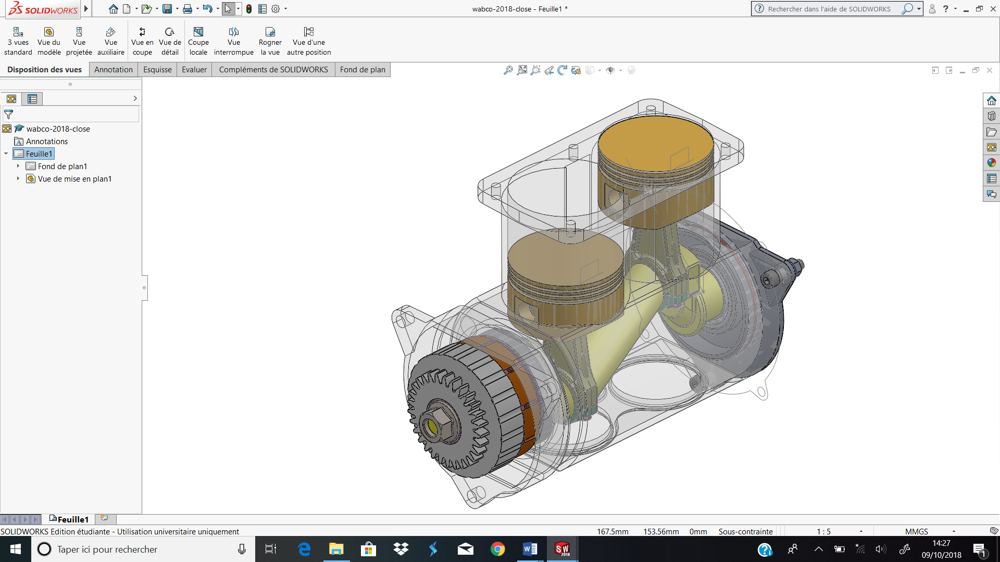 SOLIDWORKS
wabco-2018-close - Feuille1 *
Rechercher dans l'aide de SOLIDWORKS
?
3 vues standard
Vue du modèle
Vue projetée
Vue auxiliaire
Vue en coupe
Vue de détail
Coupe locale
Vue interrompue
Rogner la vue
Vue d'une autre position
Disposition des vues
Annotation
Esquisse
Evaluer
Compléments de SOLIDWORKS
Fond de plan
wabco-2018-close
Annotations
Feuille1
Fond de plan1
Vue de mise en plan1
Feuille1
SOLIDWORKS Edition étudiante - Utilisation universitaire uniquement
167.5mm
153.56mm
0mm
Sous-contrainte
1 : 5
MMGS
Taper ici pour rechercher
SW
2018
14:27
09/10/2018
1